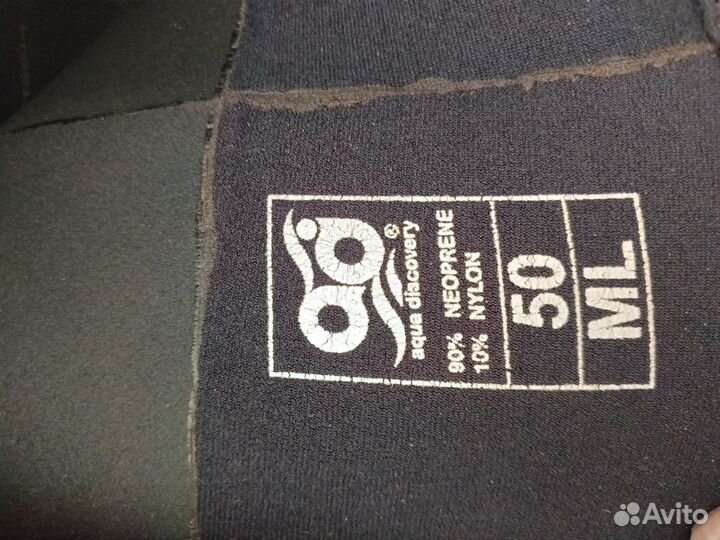 aqua discovery®
90% NEOPRENE
10% NYLON
50
ML
Avito